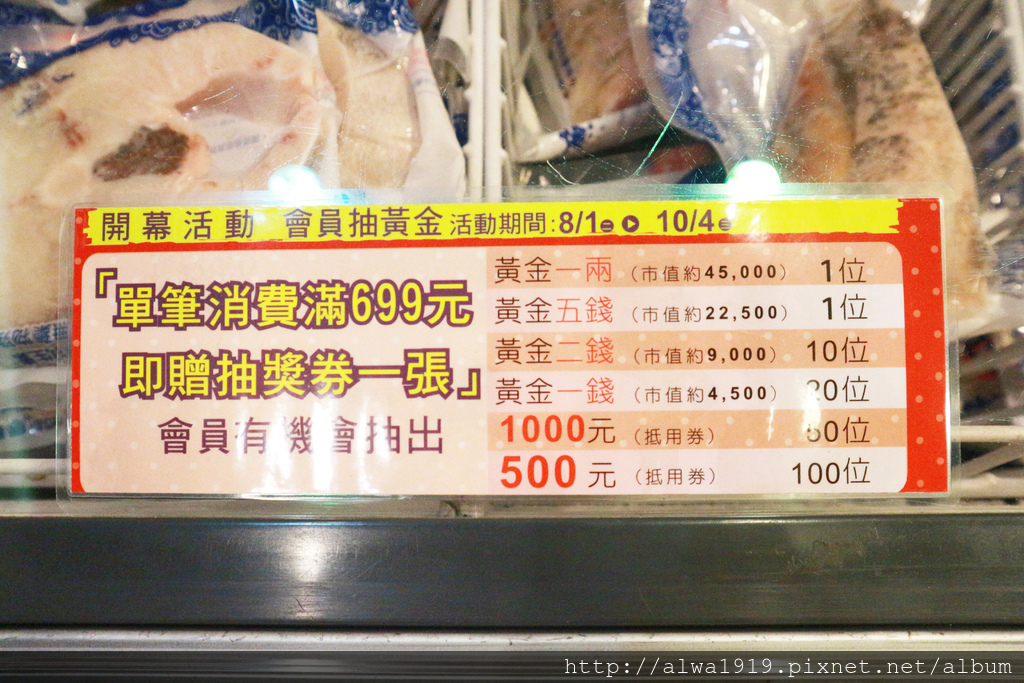 開幕活動 會員抽黃金 活動期間:8/1 10/4
「單筆消費滿699元
即贈抽獎券一張」
會員有機會抽出
黃金一兩 (市值約45,000) 1位
黃金五錢 (市值約22,500) 1位
黃金二錢 (市值約9,000) 10位
黃金一錢 (市值約4,500) 20位
1000元 (抵用券) 50位
500元 (抵用券) 100位
http://alwa1919.pixnet.net/album